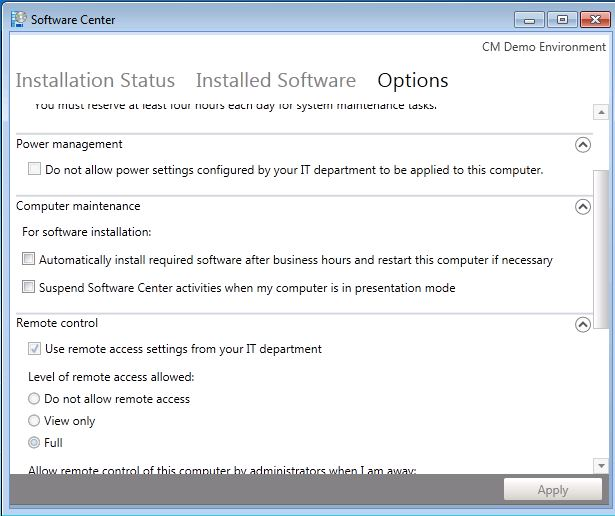 Software Center
CM Demo Environment
Installation Status Installed Software Options
You must reserve at least four hours each day for system maintenance tasks.
Power management
Do not allow power settings configured by your IT department to be applied to this computer.
Computer maintenance
For software installation:
Automatically install required software after business hours and restart this computer if necessary
Suspend Software Center activities when my computer is in presentation mode
Remote control
Use remote access settings from your IT department
Level of remote access allowed:
Do not allow remote access
View only
Full
Allow remote control of this computer by administrators when I am away:
Apply